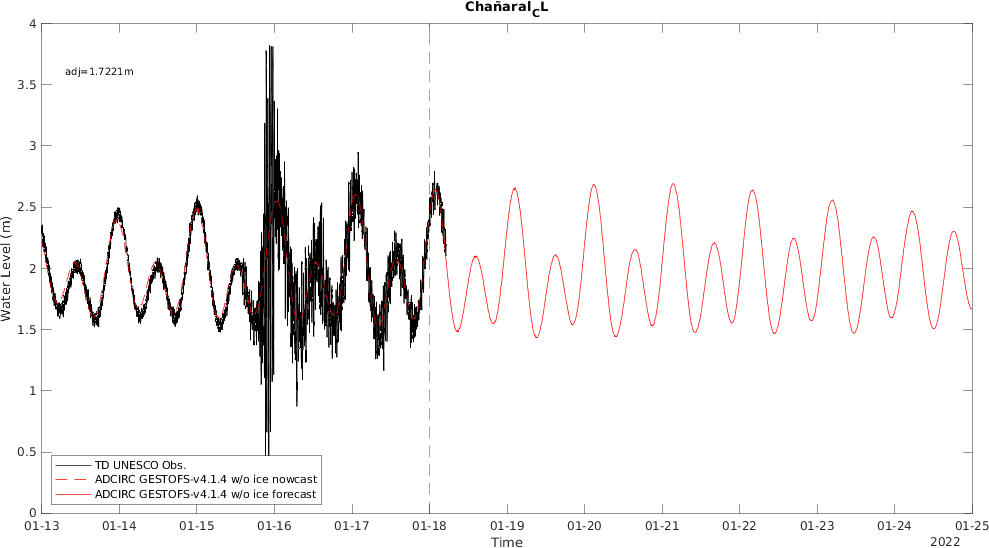 Chañaral_CL
adj=1.7221m
Water Level (m)
4
3.5
3
2.5
2
1.5
1
0.5
0
TD UNESCO Obs.
ADCIRC GESTOFS-v4.1.4 w/o ice nowcast
ADCIRC GESTOFS-v4.1.4 w/o ice forecast
01-13 01-14 01-15 01-16 01-17 01-18 01-19 01-20 01-21 01-22 01-23 01-24 01-25
Time
2022